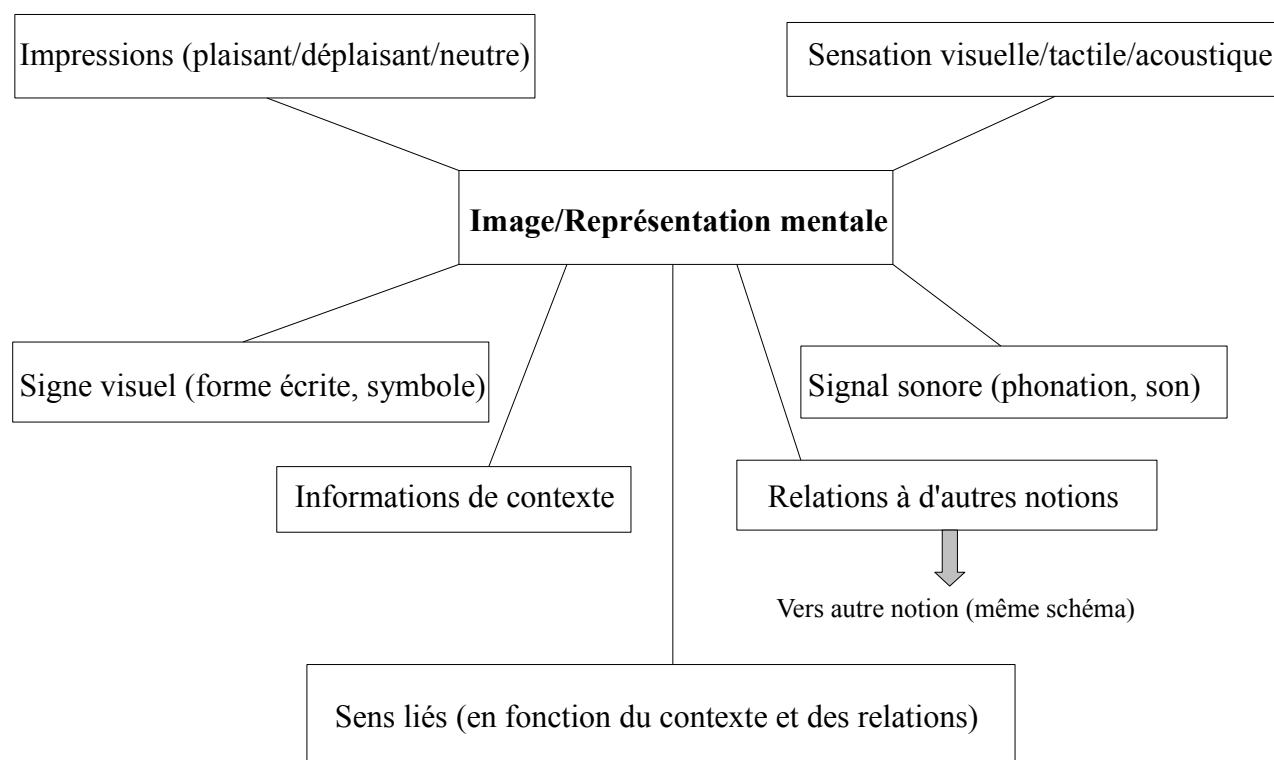 Impressions (plaisant/déplaisant/neutre)
Sensation visuelle/tactile/acoustique
Image/Représentation mentale
Signe visuel (forme écrite, symbole)
Signal sonore (phonation, son)
Informations de contexte
Relations à d'autres notions
Vers autre notion (même schéma)
Sens liés (en fonction du contexte et des relations)